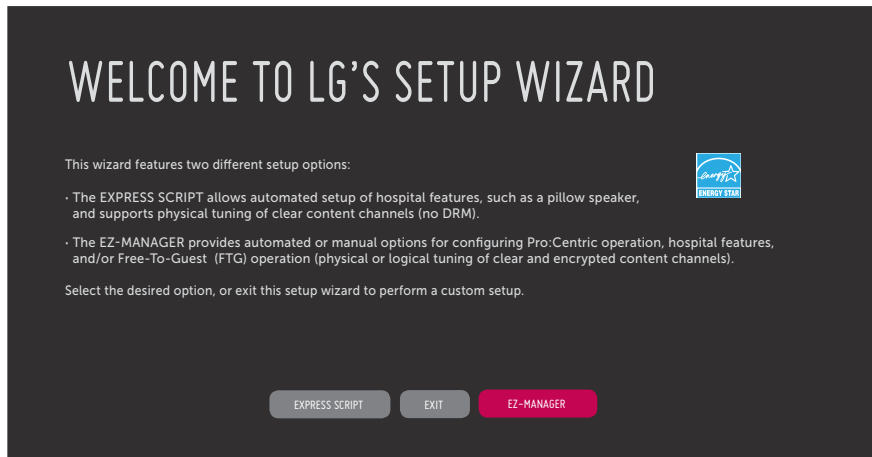 WELCOME TO LG'S SETUP WIZARD
This wizard features two different setup options:
· The EXPRESS SCRIPT allows automated setup of hospital features, such as a pillow speaker,
and supports physical tuning of clear content channels (no DRM).
· The EZ-MANAGER provides automated or manual options for configuring Pro:Centric operation, hospital features,
and/or Free-To-Guest (FTG) operation (physical or logical tuning of clear and encrypted content channels).
Select the desired option, or exit this setup wizard to perform a custom setup.
energy
ENERGY STAR
EXPRESS SCRIPT
EXIT
EZ-MANAGER